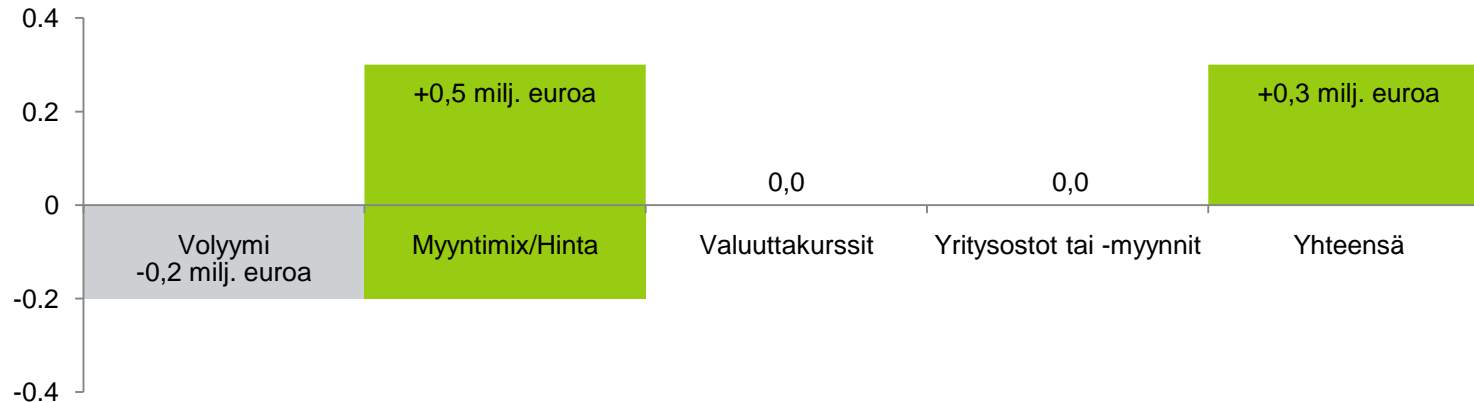 0.4
+0,5 milj. euroa
+0,3 milj. euroa
0.2
0,0
0,0
0
Volyymi
-0,2 milj. euroa
Myyntimix/Hinta
Valuuttakurssit
Yritysostot tai -myynnit
Yhteensä
-0.2
-0.4